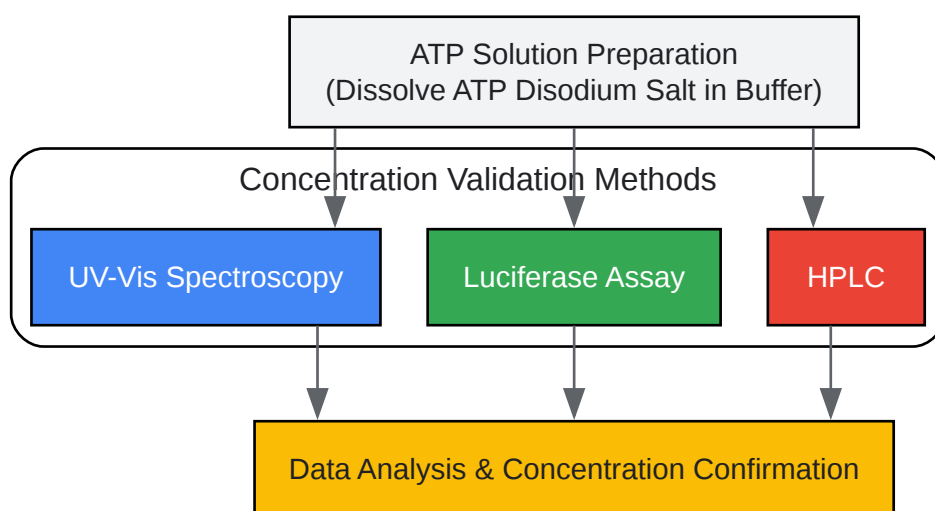 ATP Solution Preparation
(Dissolve ATP Disodium Salt in Buffer)
Concentration Validation Methods
UV-Vis Spectroscopy
Luciferase Assay
HPLC
Data Analysis & Concentration Confirmation